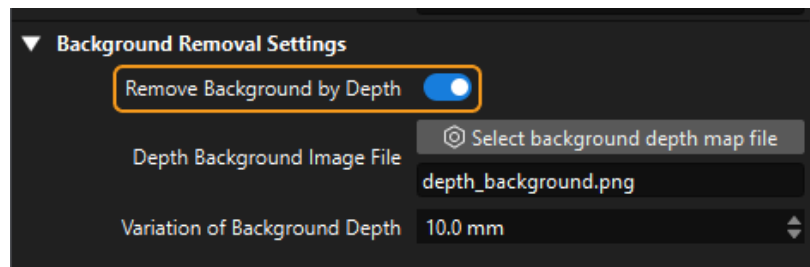 Background Removal Settings
Remove Background by Depth
Select background depth map file
Depth Background Image File
depth_background.png
Variation of Background Depth 10.0 mm